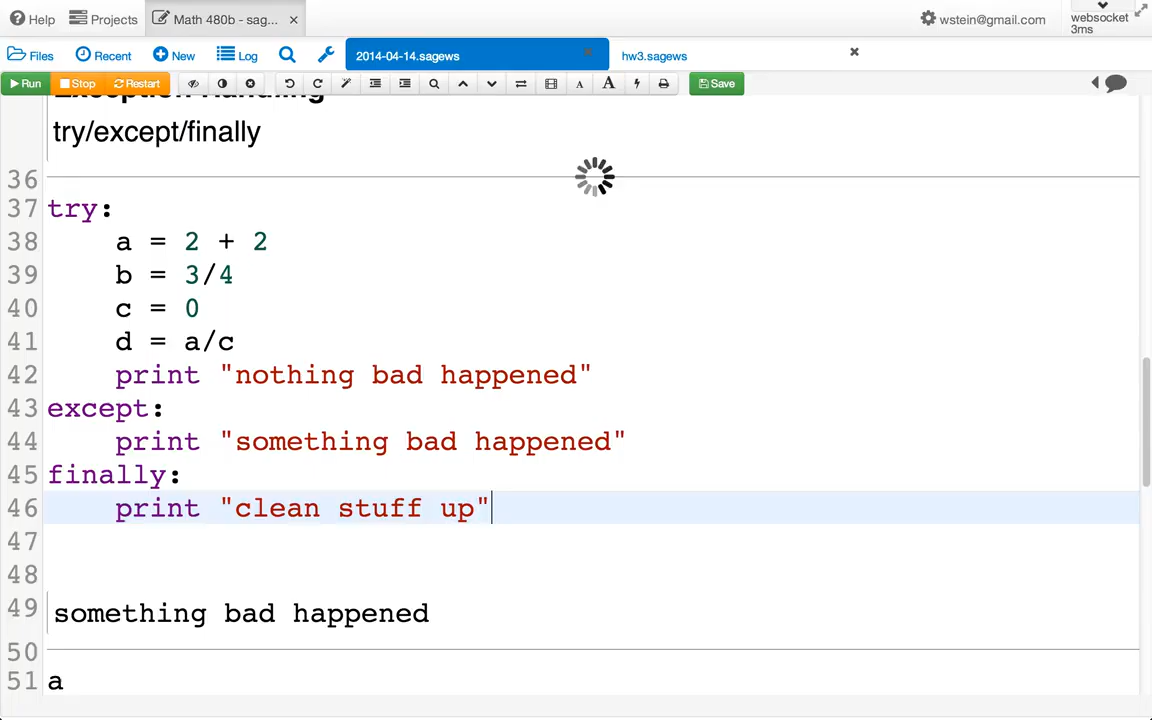 Help Projects Math 480b - sag... × wstein@gmail.com websocket 3ms
Files Recent New Log 2014-04-14.sagews hw3.sagews
Run Stop Restart A A Save
Exception Handling
try/except/finally
36
37 try:
38 a = 2 + 2
39 b = 3/4
40 c = 0
41 d = a/c
42 print "nothing bad happened"
43 except:
44 print "something bad happened"
45 finally:
46 print "clean stuff up"
47
48
49 something bad happened
50
51 a